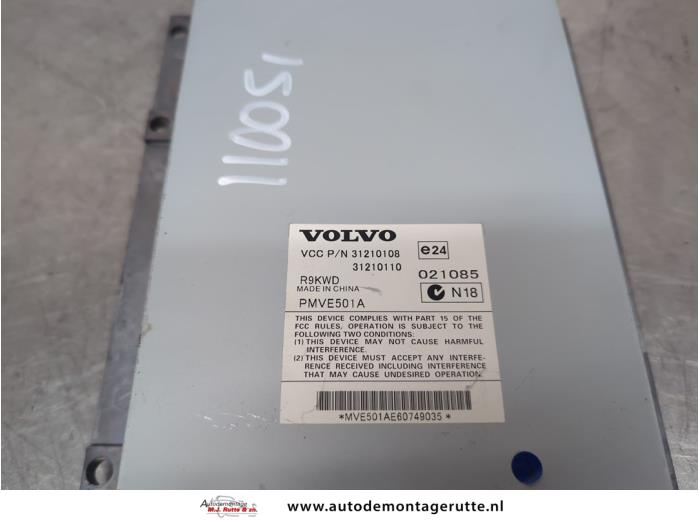 110051
VOLVO
VCC P/N 31210108
31210110
e24
R9KWD
MADE IN CHINA
021085
PMVE501A
N18
THIS DEVICE COMPLIES WITH PART 15 OF THE
FCC RULES, OPERATION IS SUBJECT TO THE
FOLLOWING TWO CONDITIONS:
(1) THIS DEVICE MAY NOT CAUSE HARMFUL
INTERFERENCE.
(2) THIS DEVICE MUST ACCEPT ANY INTERFE-
RENCE RECEIVED INCLUDING INTERFERENCE
THAT MAY CAUSE UNDESIRED OPERATION.
*MVE501AE60749035*
Autodemontage
M.J. Rutte & zn.
www.autodemontagerutte.nl